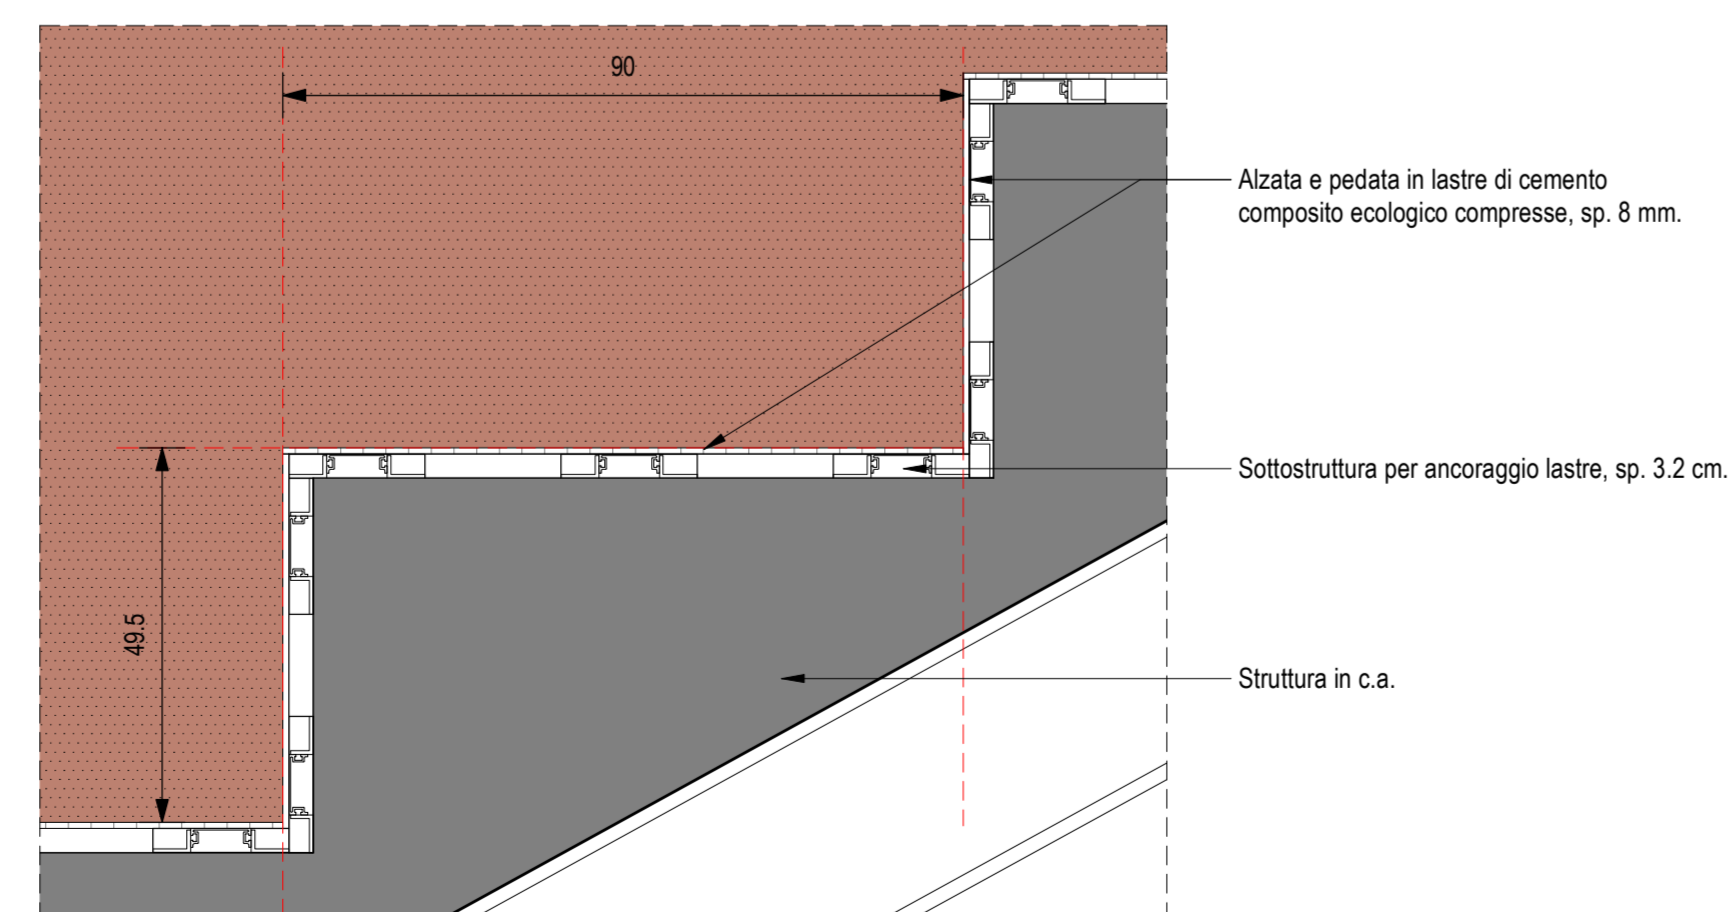 90
Alzata e pedata in lastre di cemento
composito ecologico compresse, sp. 8 mm.
Sottostruttura per ancoraggio lastre, sp. 3.2 cm.
49.5
Struttura in c.a.